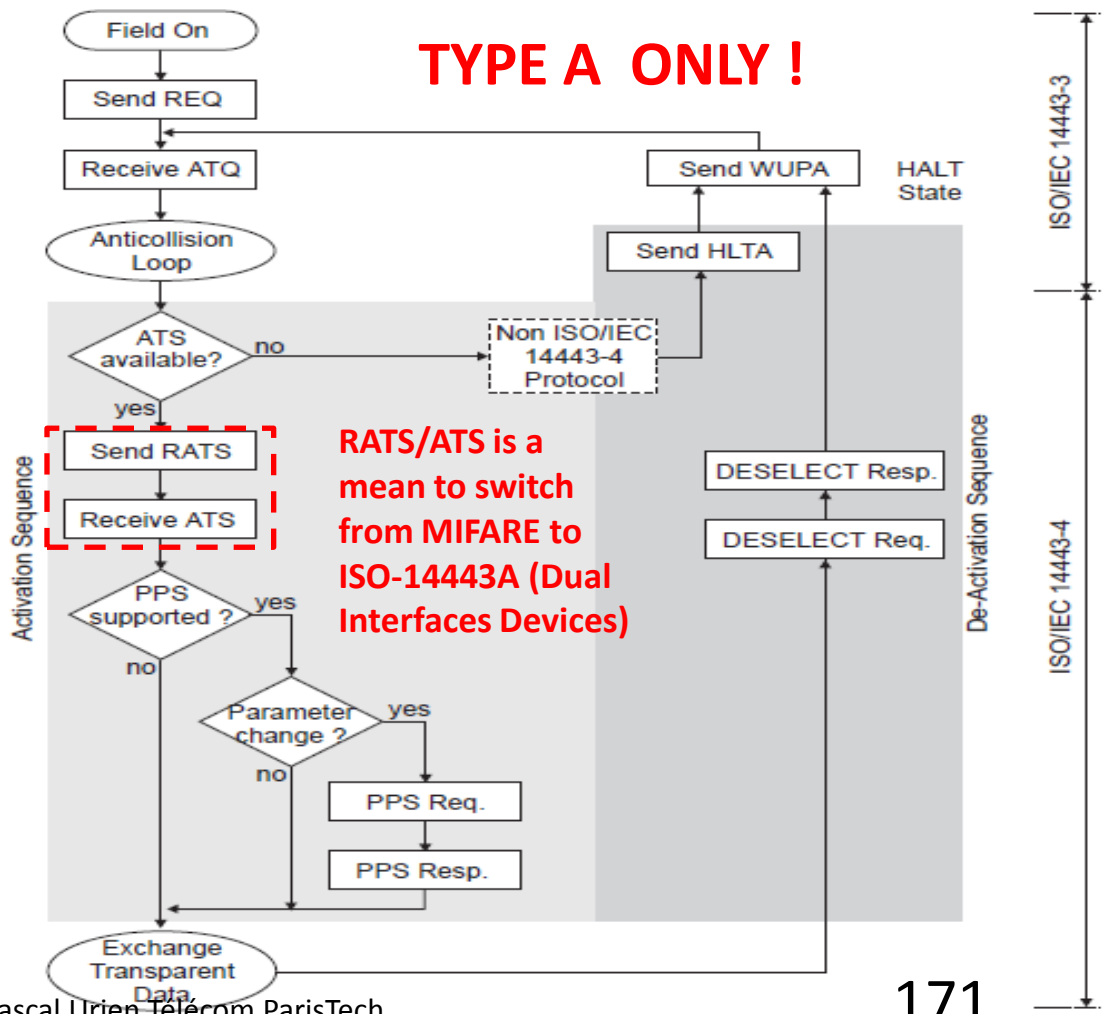 Field On
TYPE A ONLY !
Send REQ
Receive ATQ
Send WUPA
HALT
State
ISO/IEC 14443-3
Anticollision
Loop
Send HLTA
ATS
available?
no
yes
Non ISO/IEC
14443-4
Protocol
Send RATS
Receive ATS
RATS/ATS is a
mean to switch
from MIFARE to
ISO-14443A (Dual
Interfaces Devices)
DESELECT Resp.
DESELECT Req.
Activation Sequence
De-Activation Sequence
ISO/IEC 14443-4
PPS
supported ?
yes
no
Parameter
change ?
yes
no
PPS Req.
PPS Resp.
Exchange
Transparent
Data
Urien Télécom ParisTech
171